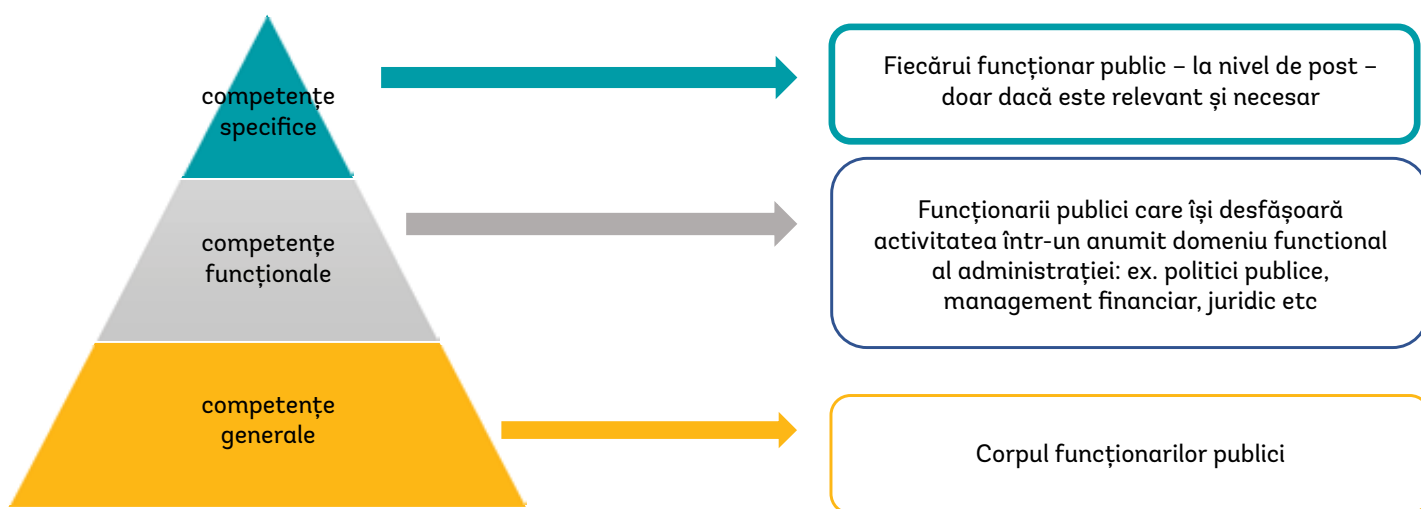 competențe
specifice
Fiecărui funcționar public – la nivel de post –
doar dacă este relevant și necesar
competențe
funcționale
Funcționarii publici care își desfășoară
activitatea într-un anumit domeniu functional
al administrației: ex. politici publice,
management financiar, juridic etc
competențe
generale
Corpul funcționarilor publici